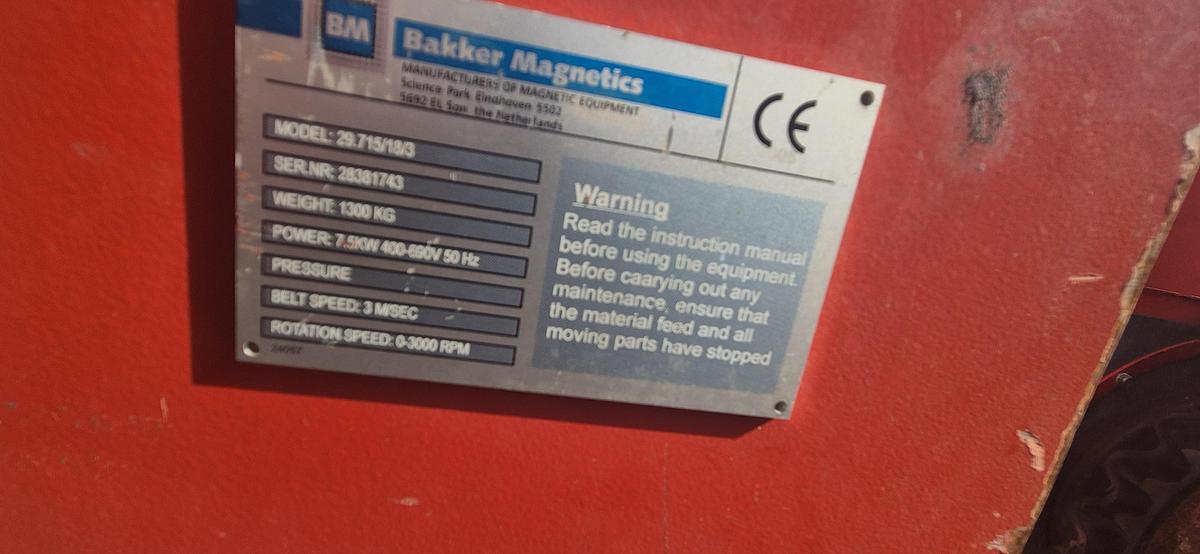 BM
Bakker Magnetics
MANUFACTURERS OF MAGNETIC EQUIPMENT
Science Park Eindhoven 5502
5692 EL Son, the Netherlands
CE
MODEL: 29.715/18/3
SER.NR: 28381743
WEIGHT: 1300 KG
POWER: 7.5KW 400-690V 50 Hz
PRESSURE
BELT SPEED: 3 M/SEC
ROTATION SPEED: 0-3000 RPM
24057
Warning
Read the instruction manual
before using the equipment.
Before caarying out any
maintenance, ensure that
the material feed and all
moving parts have stopped